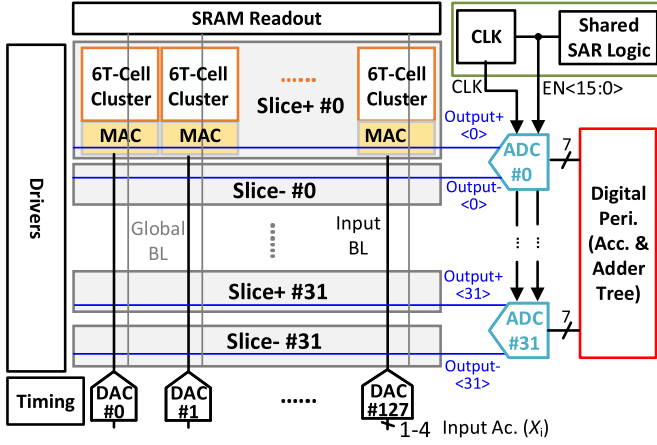 SRAM Readout
CLK
Shared
SAR Logic
6T-Cell
Cluster
6T-Cell
Cluster
......
6T-Cell
Cluster
Slice+ #0
MAC
MAC
MAC
CLK
EN<15:0>
Output+
<0>
ADC
#0
7
Output-
<0>
Slice- #0
Drivers
Global
BL
Input
BL
Digital
Peri.
(Acc. &
Adder
Tree)
Output+
<31>
Slice+ #31
ADC
#31
7
Slice- #31
Output-
<31>
Timing
DAC
#0
DAC
#1
......
DAC
#127
1-4 Input Ac. (Xi)